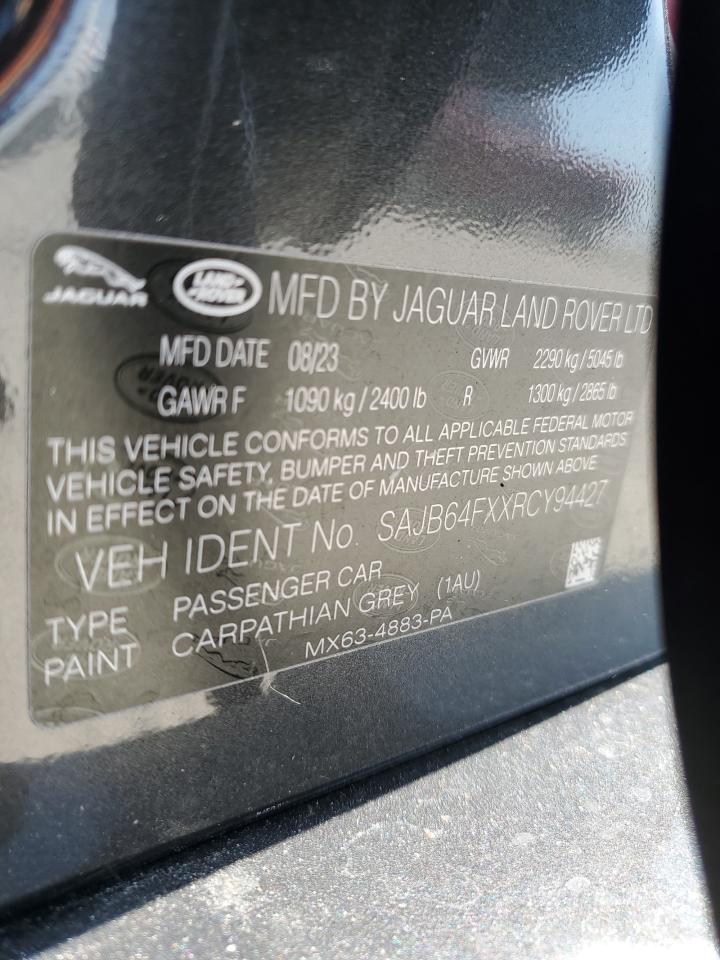 JAGUAR LAND ROVER MFD BY JAGUAR LAND ROVER LTD
MFD DATE 08/23 GVWR 2290 kg / 5045 lb
GAWR F 1090 kg / 2400 lb R 1300 kg / 2865 lb
THIS VEHICLE CONFORMS TO ALL APPLICABLE FEDERAL MOTOR
VEHICLE SAFETY, BUMPER AND THEFT PREVENTION STANDARDS
IN EFFECT ON THE DATE OF MANUFACTURE SHOWN ABOVE
VEH IDENT No. SAJB64FXXRCY94427
TYPE PASSENGER CAR
PAINT CARPATHIAN GREY (1AU)
MX63-4883-PA